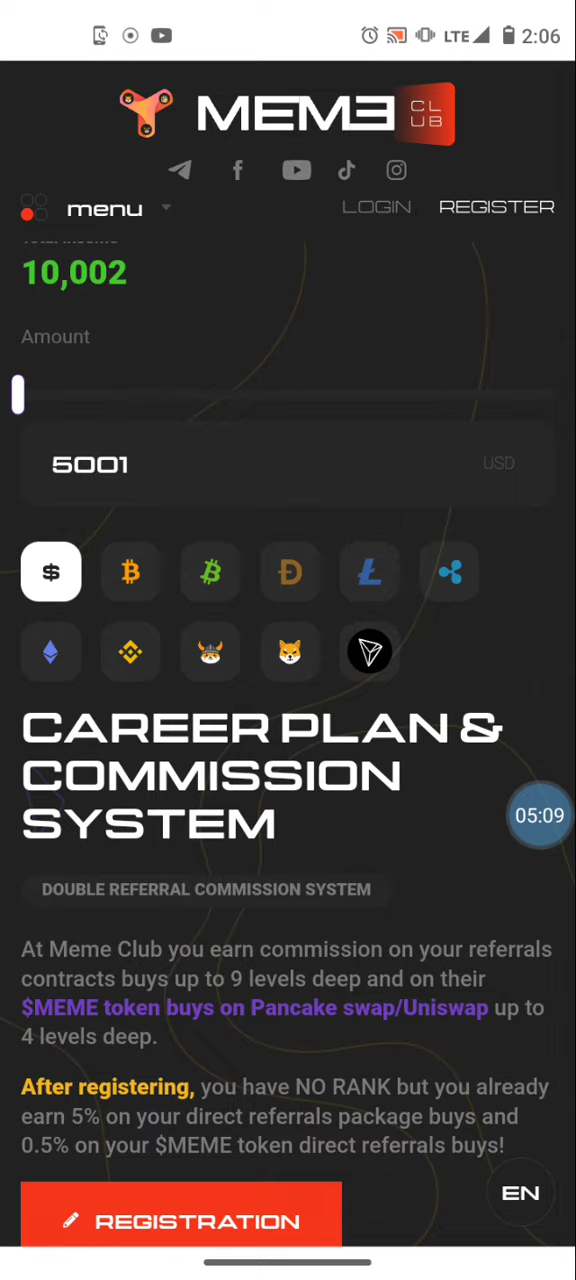 LTE 2:06
MEME CLUB
menu LOGIN REGISTER
Total Income
10,002
Amount
5001 USD
CAREER PLAN &
COMMISSION
SYSTEM
05:09
DOUBLE REFERRAL COMMISSION SYSTEM
At Meme Club you earn commission on your referrals
contracts buys up to 9 levels deep and on their
$MEME token buys on Pancake swap/Uniswap up to
4 levels deep.
After registering, you have NO RANK but you already
earn 5% on your direct referrals package buys and
0.5% on your $MEME token direct referrals buys!
EN
REGISTRATION